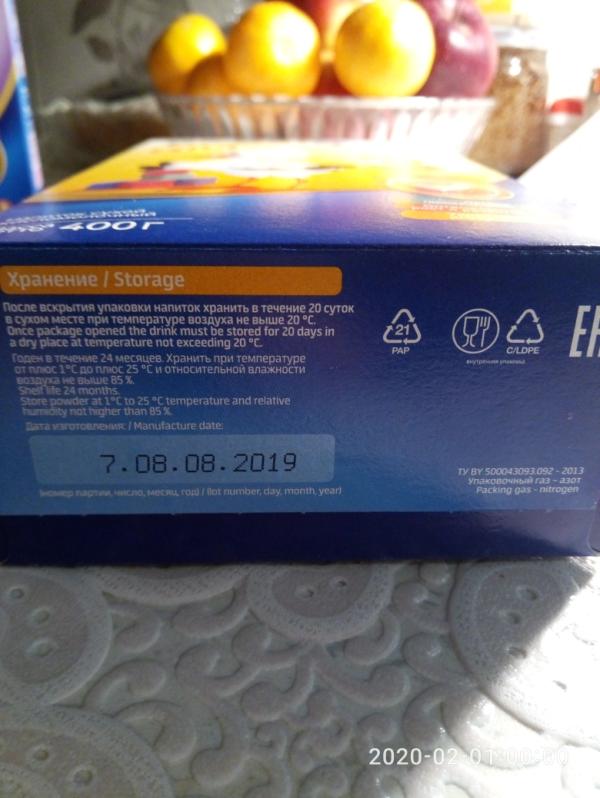 400г
Хранение / Storage
После вскрытия упаковки напиток хранить в течение 20 суток
в сухом месте при температуре воздуха не выше 20 °С.
Once package opened the drink must be stored for 20 days in
a dry place at temperature not exceeding 20 °C.
Годен в течение 24 месяцев. Хранить при температуре
от плюс 1°С до плюс 25 °С и относительной влажности
воздуха не выше 85 %.
Shelf life 24 months.
Store powder at 1°C to 25 °C temperature and relative
humidity not higher than 85 %.
Дата изготовления: / Manufacture date:
7.08.08.2019
(номер партии, число, месяц, год) / (lot number, day, month, year)
21
PAP
C/LDPE
внутренняя упаковка
ТУ BY 500043093.092 - 2013
Упаковочный газ – азот
Packing gas - nitrogen
2020-02-01 00:00